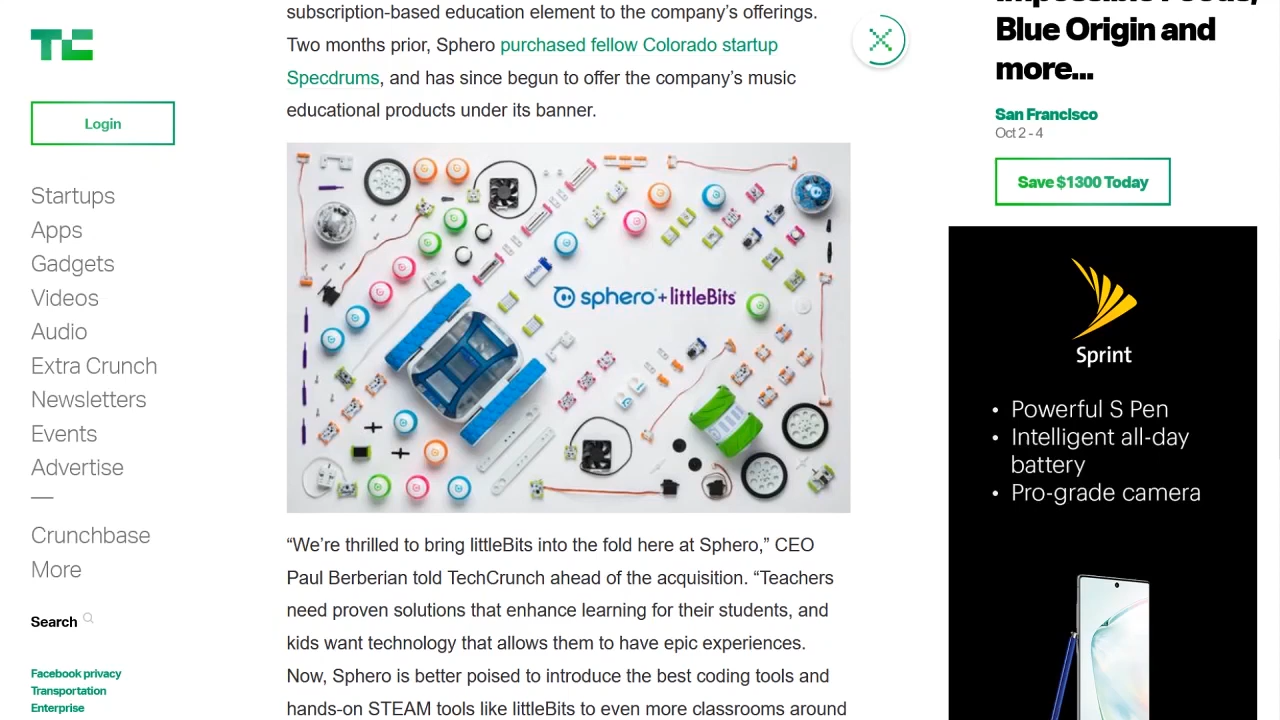 TC
Login
Startups
Apps
Gadgets
Videos
Audio
Extra Crunch
Newsletters
Events
Advertise
—
Crunchbase
More
Search
Facebook privacy
Transportation
Enterprise
subscription-based education element to the company’s offerings.
Two months prior, Sphero purchased fellow Colorado startup
Specdrums, and has since begun to offer the company’s music
educational products under its banner.
sphero + littleBits
“We’re thrilled to bring littleBits into the fold here at Sphero,” CEO
Paul Berberian told TechCrunch ahead of the acquisition. “Teachers
need proven solutions that enhance learning for their students, and
kids want technology that allows them to have epic experiences.
Now, Sphero is better poised to introduce the best coding tools and
hands-on STEAM tools like littleBits to even more classrooms around
Impossible Foods,
Blue Origin and
more...
San Francisco
Oct 2 - 4
Save $1300 Today
Sprint
• Powerful S Pen
• Intelligent all-day
battery
• Pro-grade camera